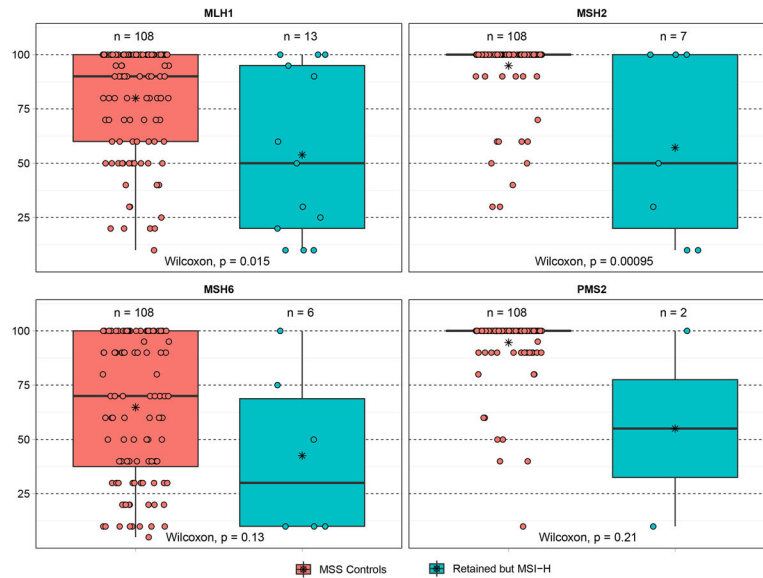 MLH1
MSH2
n = 108
n = 13
n = 108
n = 7
100
75
50
25
Wilcoxon, p = 0.015
Wilcoxon, p = 0.00095
MSH6
PMS2
n = 108
n = 6
n = 108
n = 2
100
75
50
25
Wilcoxon, p = 0.13
Wilcoxon, p = 0.21
MSS Controls
Retained but MSI−H